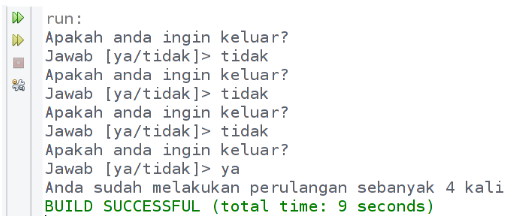 run:
Apakah anda ingin keluar?
Jawab [ya/tidak]> tidak
Apakah anda ingin keluar?
Jawab [ya/tidak]> tidak
Apakah anda ingin keluar?
Jawab [ya/tidak]> tidak
Apakah anda ingin keluar?
Jawab [ya/tidak]> ya
Anda sudah melakukan perulangan sebanyak 4 kali
BUILD SUCCESSFUL (total time: 9 seconds)